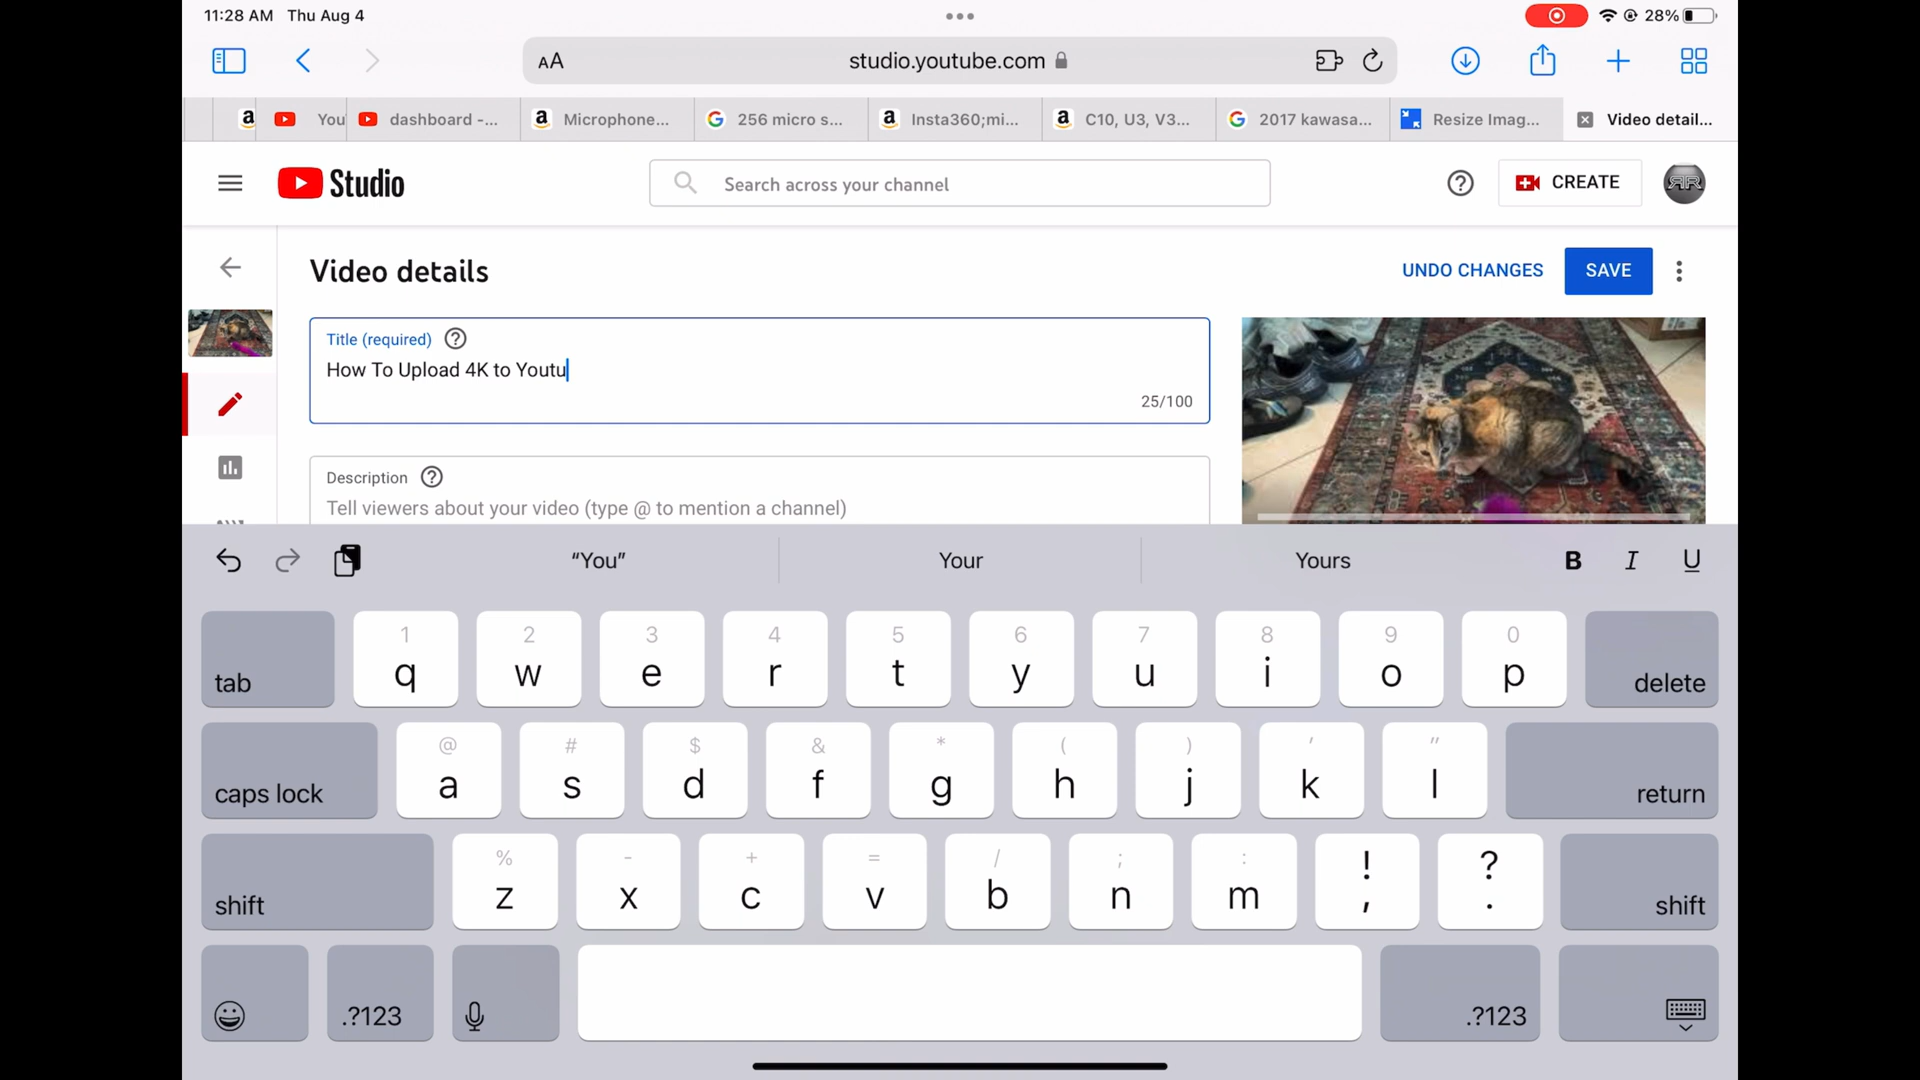 11:28 AM Thu Aug 4
28%
AA studio.youtube.com
You
dashboard -...
Microphone...
256 micro s...
Insta360;mi...
C10, U3, V3...
2017 kawasa...
Resize Imag...
Video detail...
Studio
Search across your channel
CREATE
Video details
UNDO CHANGES
SAVE
Title (required)
How To Upload 4K to Youtu
25/100
Description
Tell viewers about your video (type @ to mention a channel)
“You” Your Yours B I U
1 2 3 4 5 6 7 8 9 0
tab q w e r t y u i o p delete
@ # $ & * ( ) ' "
caps lock a s d f g h j k l return
% - + = / ; : ! ?
shift z x c v b n m , . shift
.?123 .?123